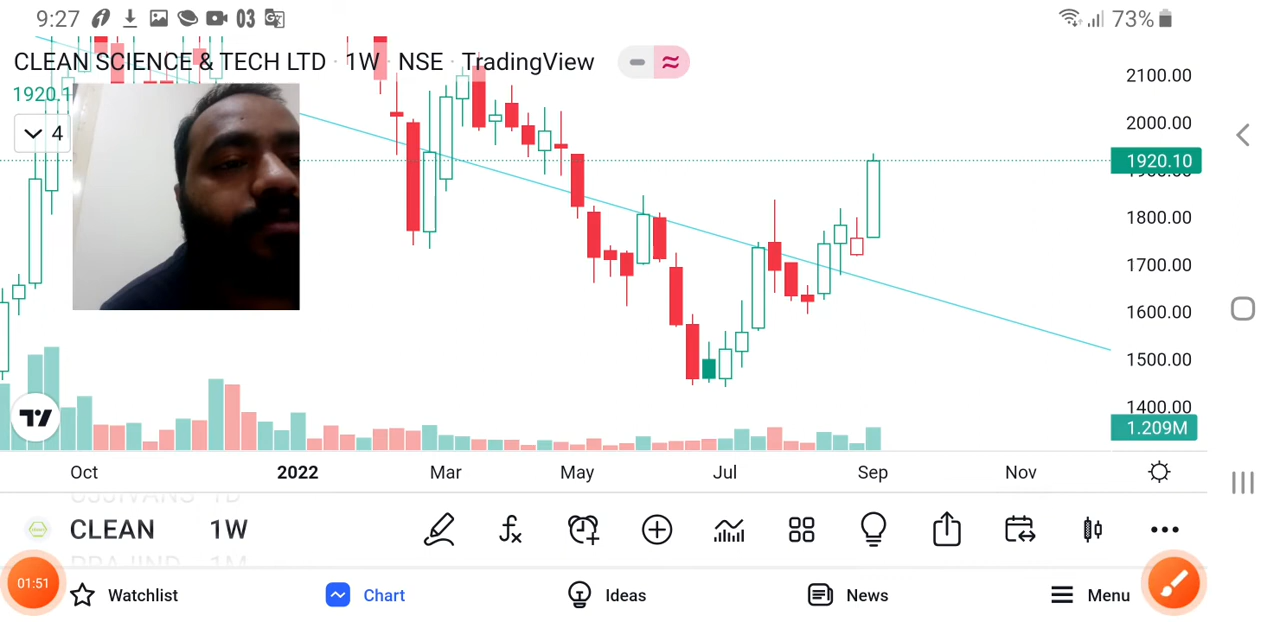 9:27
03
73%
CLEAN SCIENCE & TECH LTD · 1W · NSE · TradingView
1920.1
4
2100.00
2000.00
1920.10
1800.00
1700.00
1600.00
1500.00
1400.00
1.209M
Oct 2022 Mar May Jul Sep Nov
CLEAN 1W
01:51
Watchlist Chart Ideas News Menu